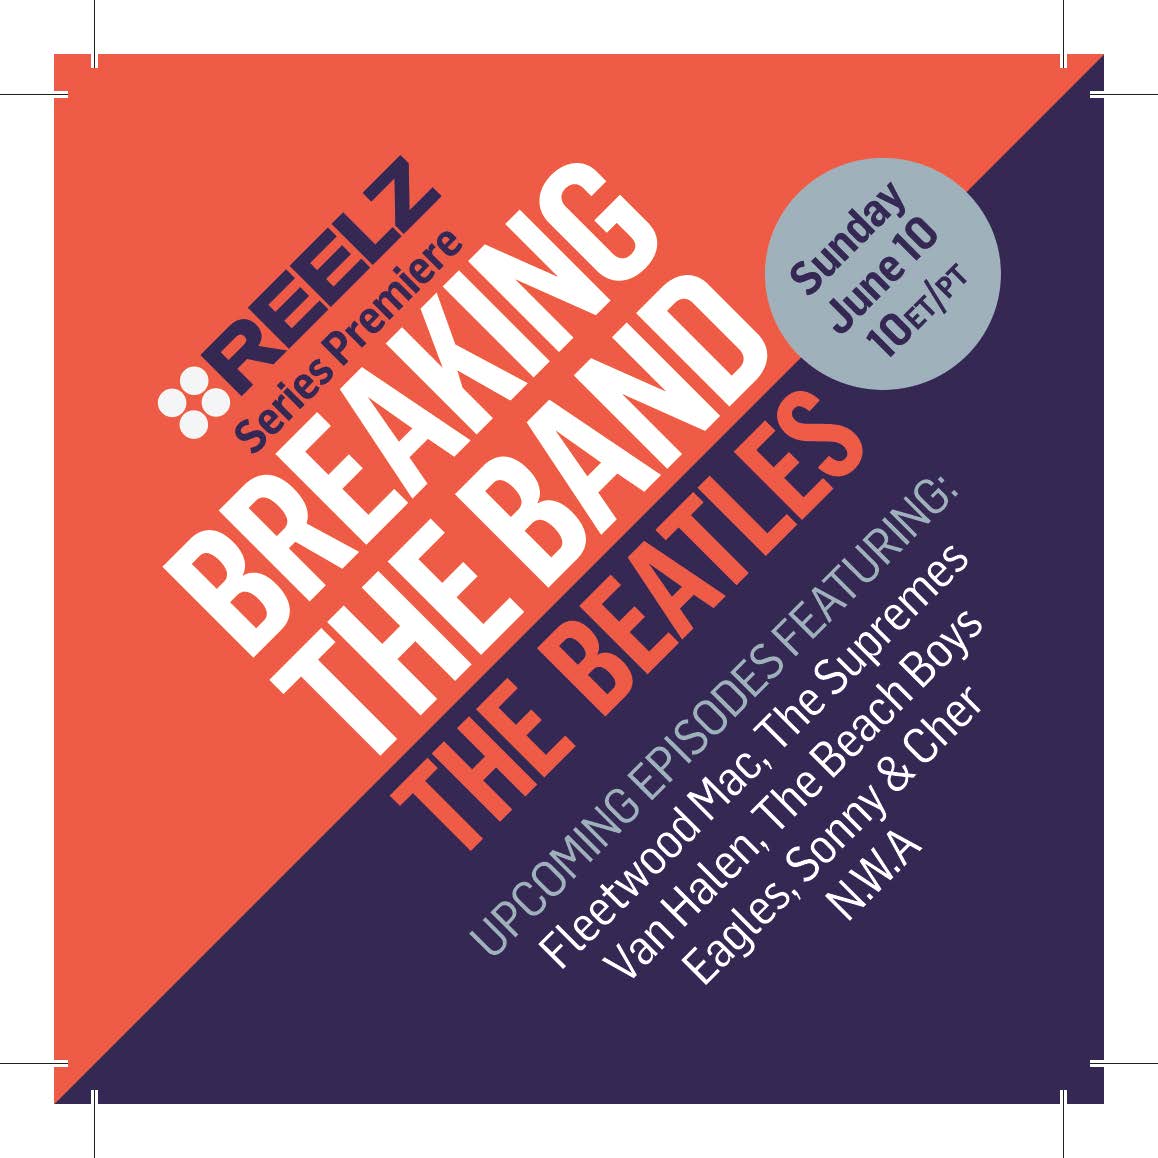 REELZ
Series Premiere
BREAKING
THE BAND
THE BEATLES
Sunday
June 10
10ET/PT
UPCOMING EPISODES FEATURING:
Fleetwood Mac, The Supremes
Van Halen, The Beach Boys
Eagles, Sonny & Cher
N.W.A